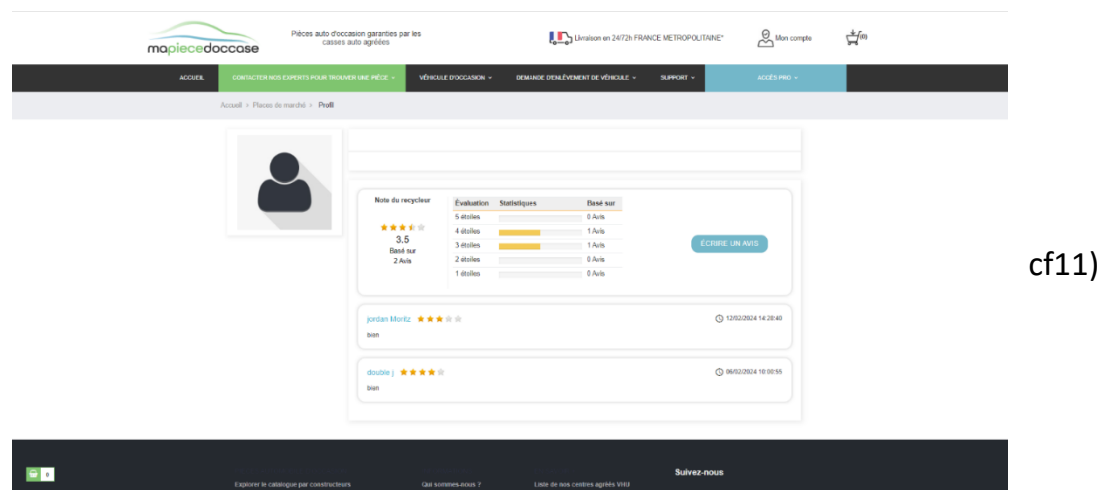 mapiecedoccase
Pièces auto d'occasion garanties par les
casses auto agréées
Livraison en 24/72h FRANCE METROPOLITAINE*
Mon compte
(0)
ACCUEIL CONTACTER NOS EXPERTS POUR TROUVER UNE PIÈCE VÉHICULE D'OCCASION DEMANDE D'ENLÈVEMENT DE VÉHICULE SUPPORT ACCÈS PRO
Accueil > Places de marché > Profil
Note du recycleur
3.5
Basé sur
2 Avis
Évaluation Statistiques Basé sur
5 étoiles 0 Avis
4 étoiles 1 Avis
3 étoiles 1 Avis
2 étoiles 0 Avis
1 étoiles 0 Avis
ÉCRIRE UN AVIS
cf11)
jordan Moritz 12/02/2024 14:28:40
bien
double j 06/02/2024 10:00:55
bien
Suivez-nous
0
Explorer le catalogue par constructeurs Qui sommes-nous ? Liste de nos centres agréés VHU